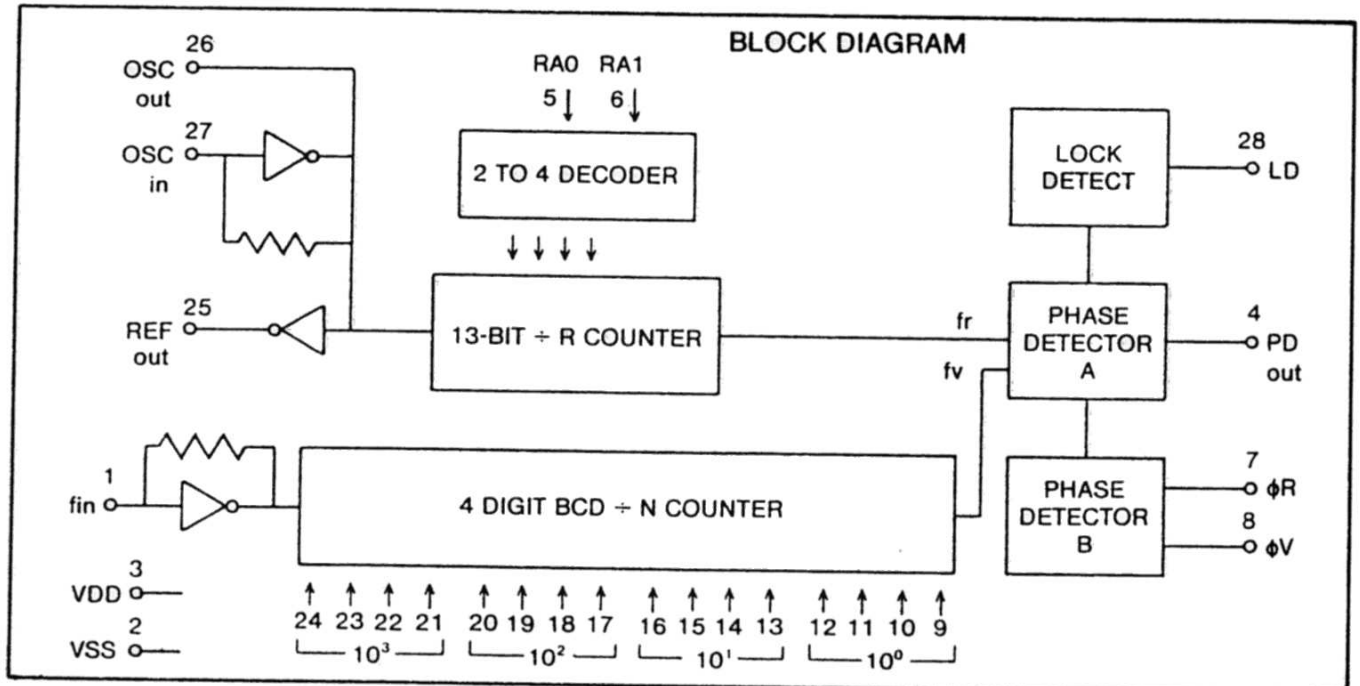 BLOCK DIAGRAM
26
OSC
out
27
OSC
in
RA0 RA1
5 6
2 TO 4 DECODER
LOCK
DETECT
28
LD
25
REF
out
13-BIT ÷ R COUNTER
fr
fv
PHASE
DETECTOR
A
4
PD
out
1
fin
4 DIGIT BCD ÷ N COUNTER
PHASE
DETECTOR
B
7
ϕR
8
ϕV
3
VDD
2
VSS
24 23 22 21 20 19 18 17 16 15 14 13 12 11 10 9
10³ 10² 10¹ 10⁰